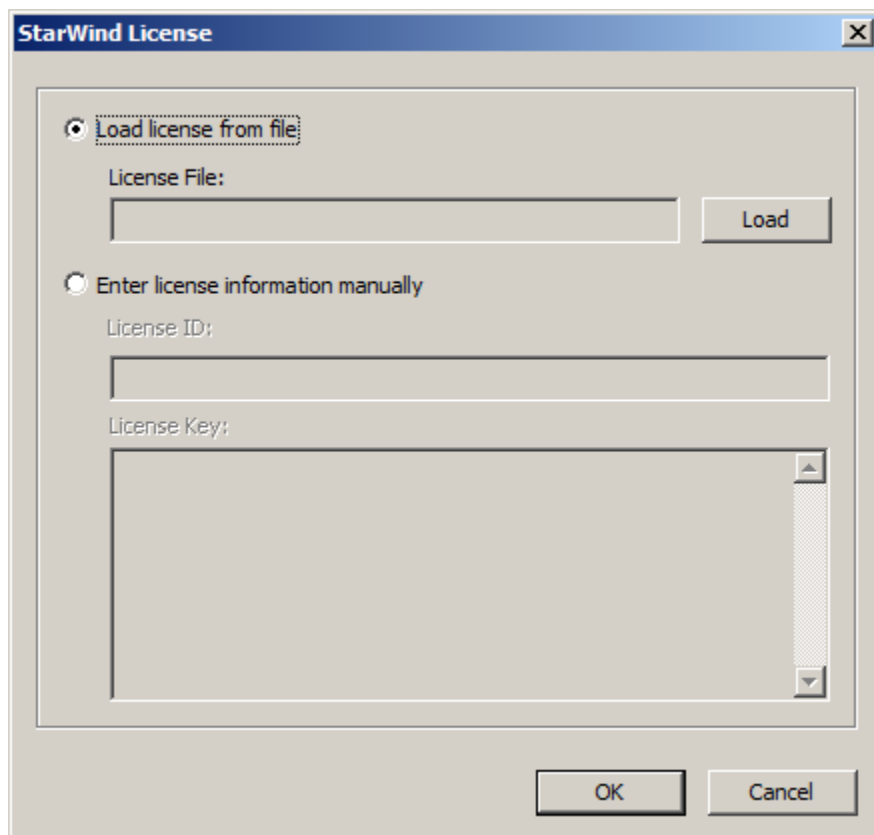 StarWind License
Load license from file
License File:
Load
Enter license information manually
License ID:
License Key:
OK
Cancel